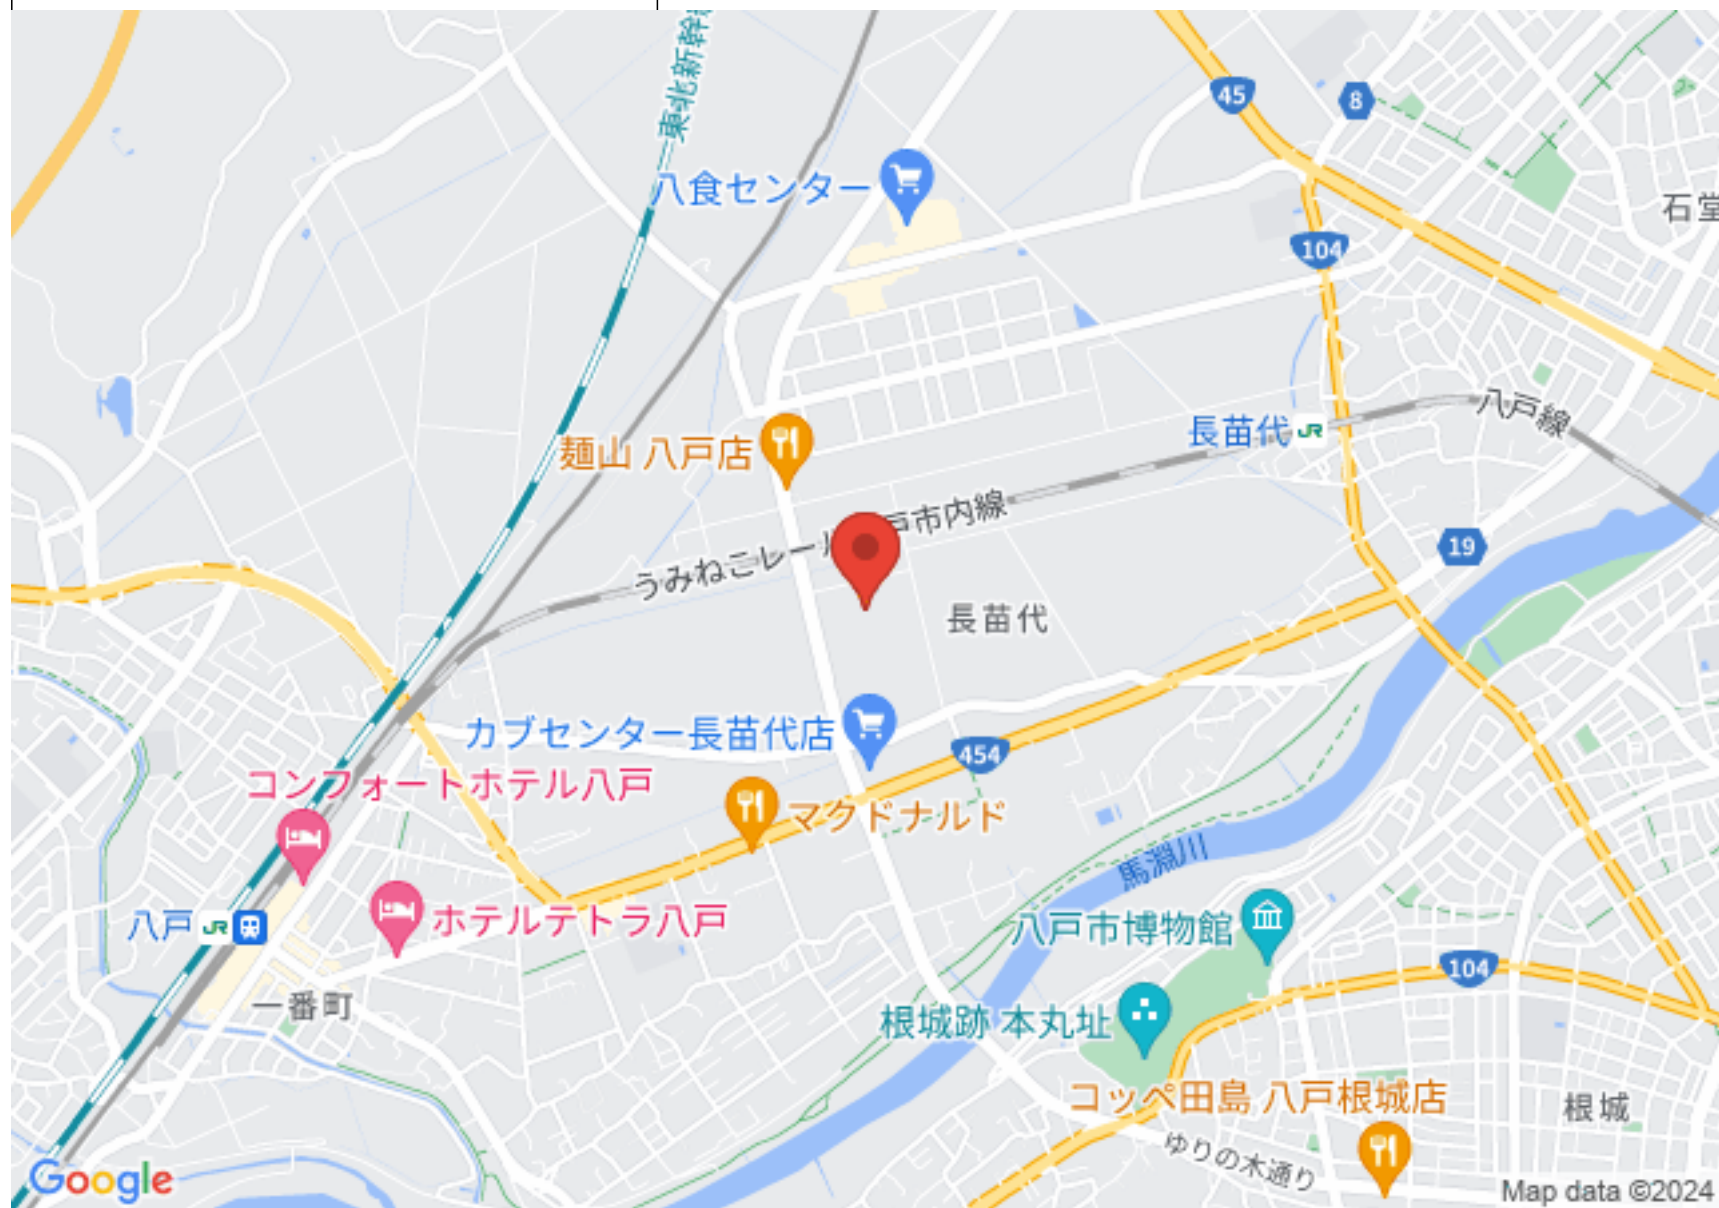 東北新幹線
45
8
八食センター
石堂
104
八戸線
長苗代 JR
麺山 八戸店
うみねこレール 戸市内線
19
長苗代
カブセンター長苗代店
454
コンフォートホテル八戸
マクドナルド
馬淵川
八戸 JR
ホテルテトラ八戸
八戸市博物館
104
一番町
根城跡 本丸址
コッペ田島 八戸根城店
根城
ゆりの木通り
Google
Map data ©2024